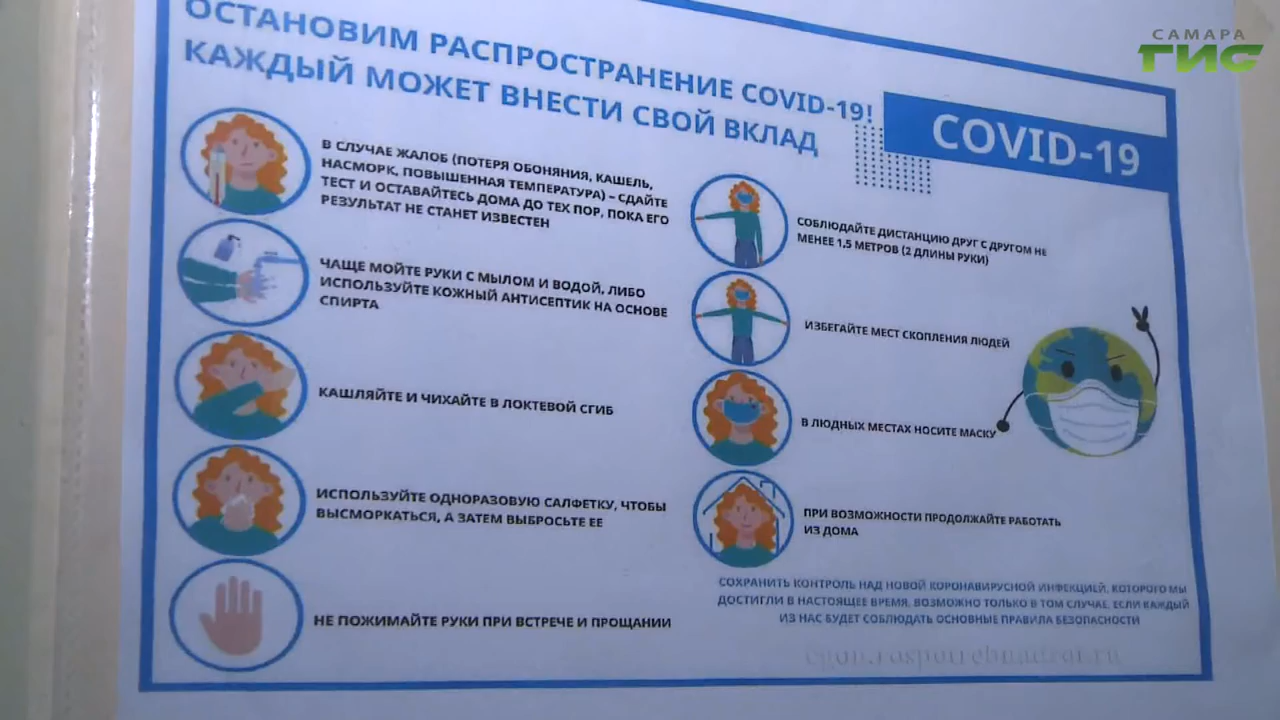 САМАРА
ГИС
ОСТАНОВИМ РАСПРОСТРАНЕНИЕ COVID-19!
КАЖДЫЙ МОЖЕТ ВНЕСТИ СВОЙ ВКЛАД
COVID-19
В СЛУЧАЕ ЖАЛОБ (ПОТЕРЯ ОБОНЯНИЯ, КАШЕЛЬ,
НАСМОРК, ПОВЫШЕННАЯ ТЕМПЕРАТУРА) – СДАЙТЕ
ТЕСТ И ОСТАВАЙТЕСЬ ДОМА ДО ТЕХ ПОР, ПОКА ЕГО
РЕЗУЛЬТАТ НЕ СТАНЕТ ИЗВЕСТЕН
ЧАЩЕ МОЙТЕ РУКИ С МЫЛОМ И ВОДОЙ, ЛИБО
ИСПОЛЬЗУЙТЕ КОЖНЫЙ АНТИСЕПТИК НА ОСНОВЕ
СПИРТА
КАШЛЯЙТЕ И ЧИХАЙТЕ В ЛОКТЕВОЙ СГИБ
ИСПОЛЬЗУЙТЕ ОДНОРАЗОВУЮ САЛФЕТКУ, ЧТОБЫ
ВЫСМОРКАТЬСЯ, А ЗАТЕМ ВЫБРОСЬТЕ ЕЕ
НЕ ПОЖИМАЙТЕ РУКИ ПРИ ВСТРЕЧЕ И ПРОЩАНИИ
СОБЛЮДАЙТЕ ДИСТАНЦИЮ ДРУГ С ДРУГОМ НЕ
МЕНЕЕ 1,5 МЕТРОВ (2 ДЛИНЫ РУКИ)
ИЗБЕГАЙТЕ МЕСТ СКОПЛЕНИЯ ЛЮДЕЙ
В ЛЮДНЫХ МЕСТАХ НОСИТЕ МАСКУ
ПРИ ВОЗМОЖНОСТИ ПРОДОЛЖАЙТЕ РАБОТАТЬ
ИЗ ДОМА
СОХРАНИТЬ КОНТРОЛЬ НАД НОВОЙ КОРОНАВИРУСНОЙ ИНФЕКЦИЕЙ, КОТОРОГО МЫ
ДОСТИГЛИ В НАСТОЯЩЕЕ ВРЕМЯ, ВОЗМОЖНО ТОЛЬКО В ТОМ СЛУЧАЕ, ЕСЛИ КАЖДЫЙ
ИЗ НАС БУДЕТ СОБЛЮДАТЬ ОСНОВНЫЕ ПРАВИЛА БЕЗОПАСНОСТИ